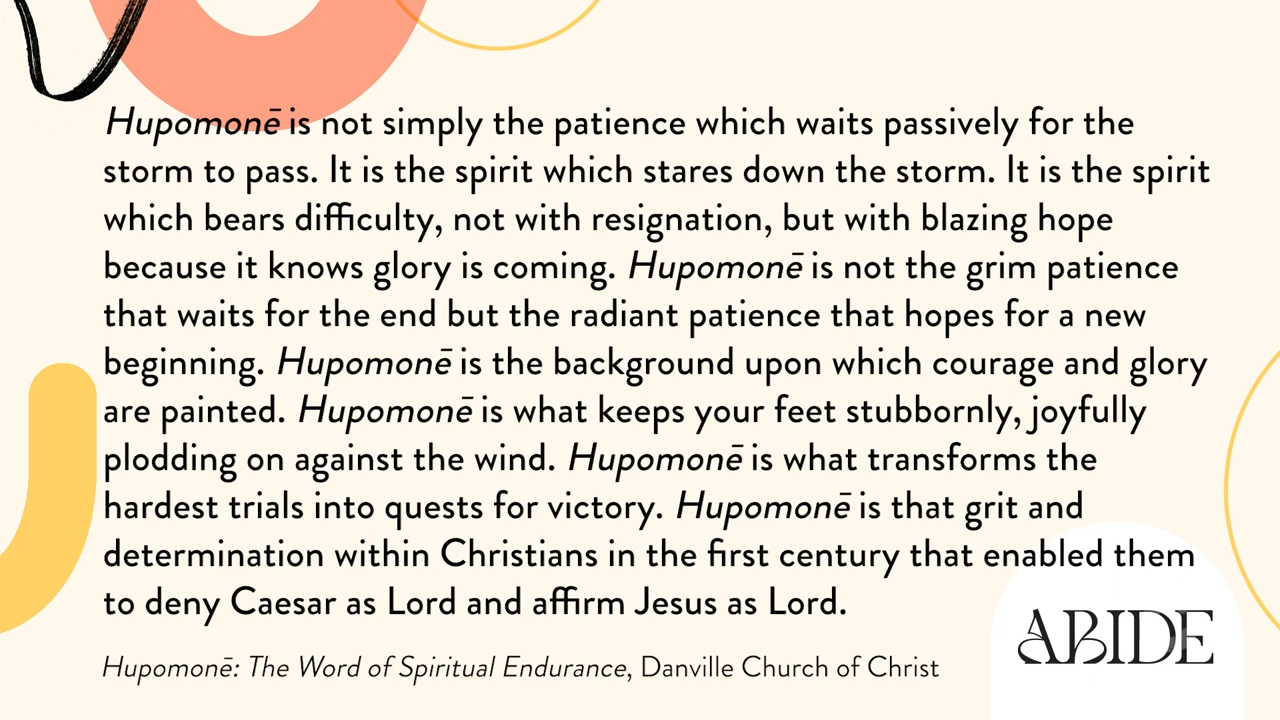 Hupomonē is not simply the patience which waits passively for the
storm to pass. It is the spirit which stares down the storm. It is the spirit
which bears difficulty, not with resignation, but with blazing hope
because it knows glory is coming. Hupomonē is not the grim patience
that waits for the end but the radiant patience that hopes for a new
beginning. Hupomonē is the background upon which courage and glory
are painted. Hupomonē is what keeps your feet stubbornly, joyfully
plodding on against the wind. Hupomonē is what transforms the
hardest trials into quests for victory. Hupomonē is that grit and
determination within Christians in the first century that enabled them
to deny Caesar as Lord and affirm Jesus as Lord.
Hupomonē: The Word of Spiritual Endurance, Danville Church of Christ
ABIDE